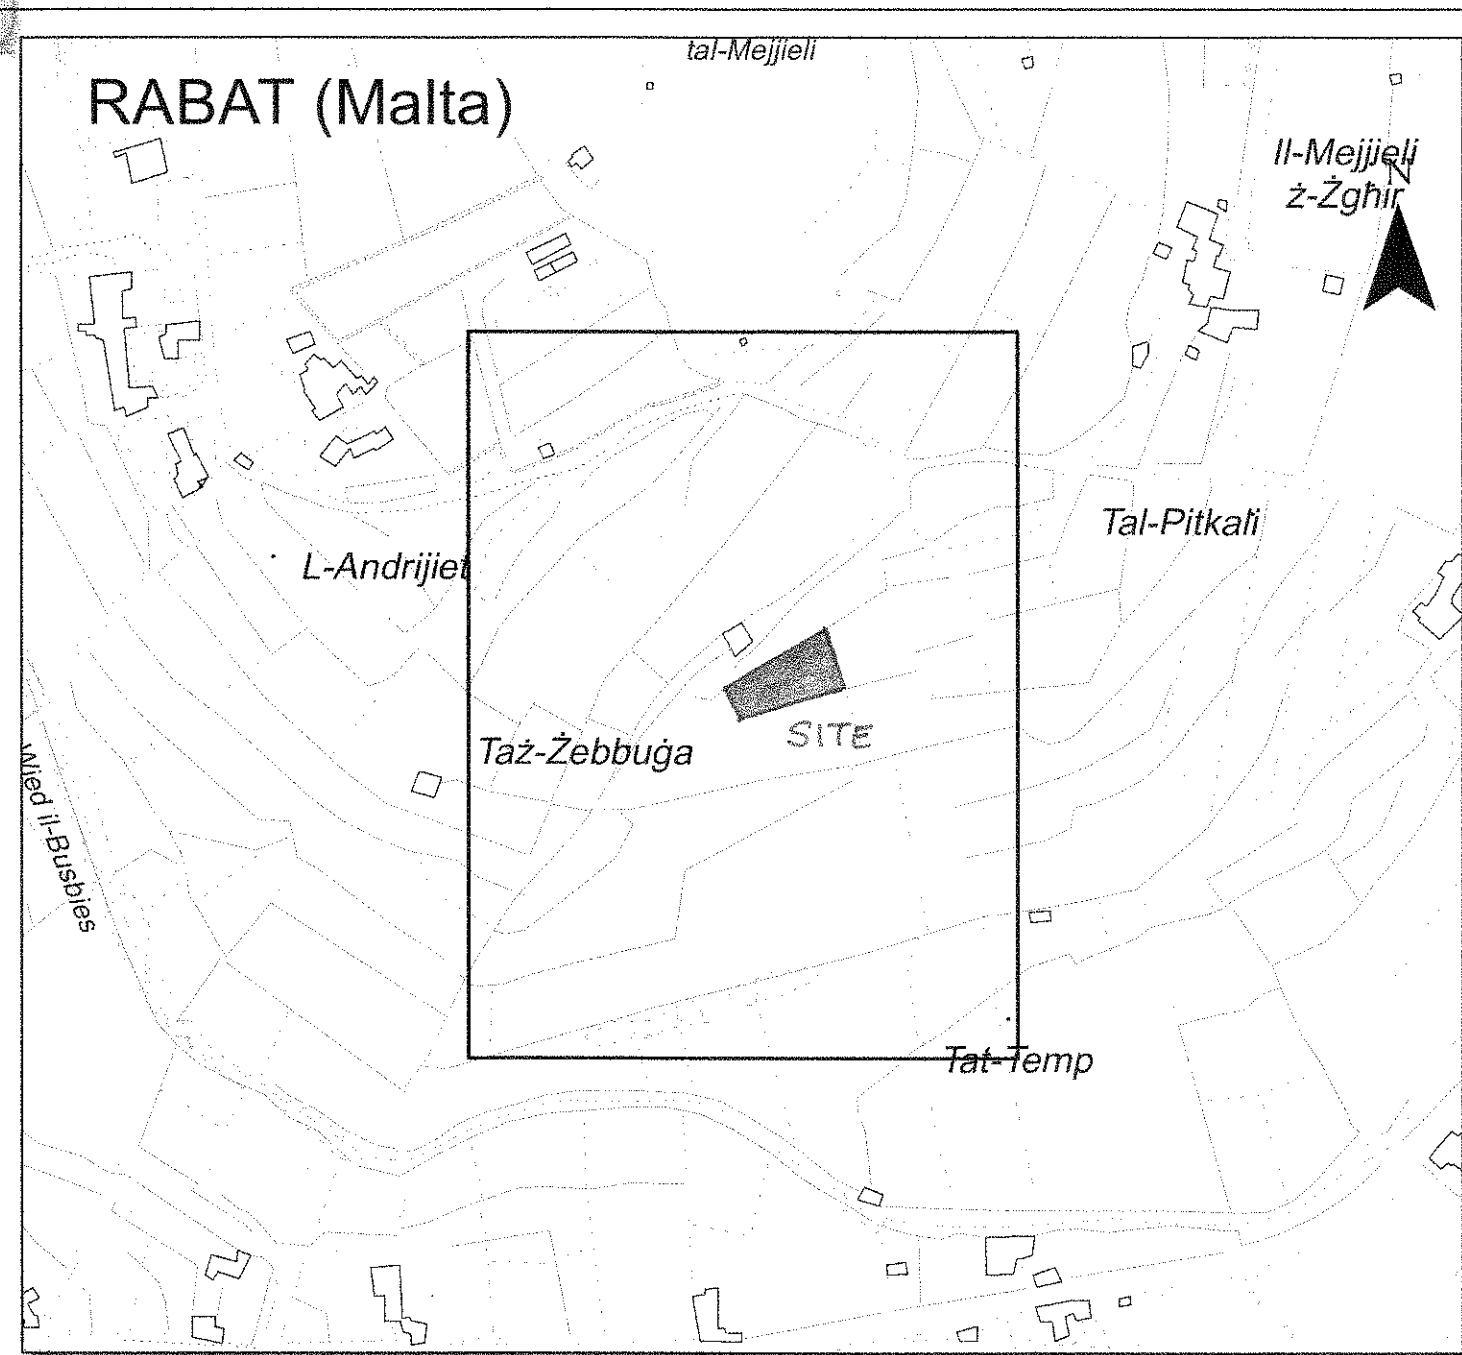 tal-Mejjieli
RABAT (Malta)
Il-Mejjieli
ż-Żgħir
N
Tal-Pitkali
L-Andrijiet
SITE
Taż-Żebbuġa
Wied il-Busbies
Tat-Temp